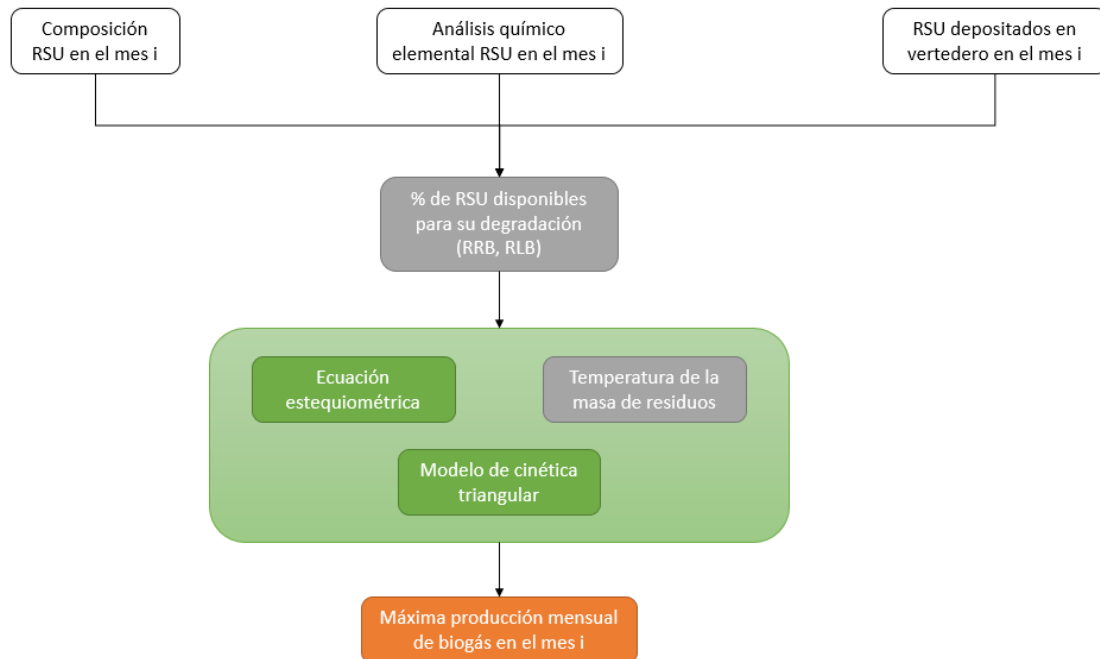 Composición
RSU en el mes i
Análisis químico
elemental RSU en el mes i
RSU depositados en
vertedero en el mes i
% de RSU disponibles
para su degradación
(RRB, RLB)
Ecuación
estequiométrica
Temperatura de la
masa de residuos
Modelo de cinética
triangular
Máxima producción mensual
de biogás en el mes i